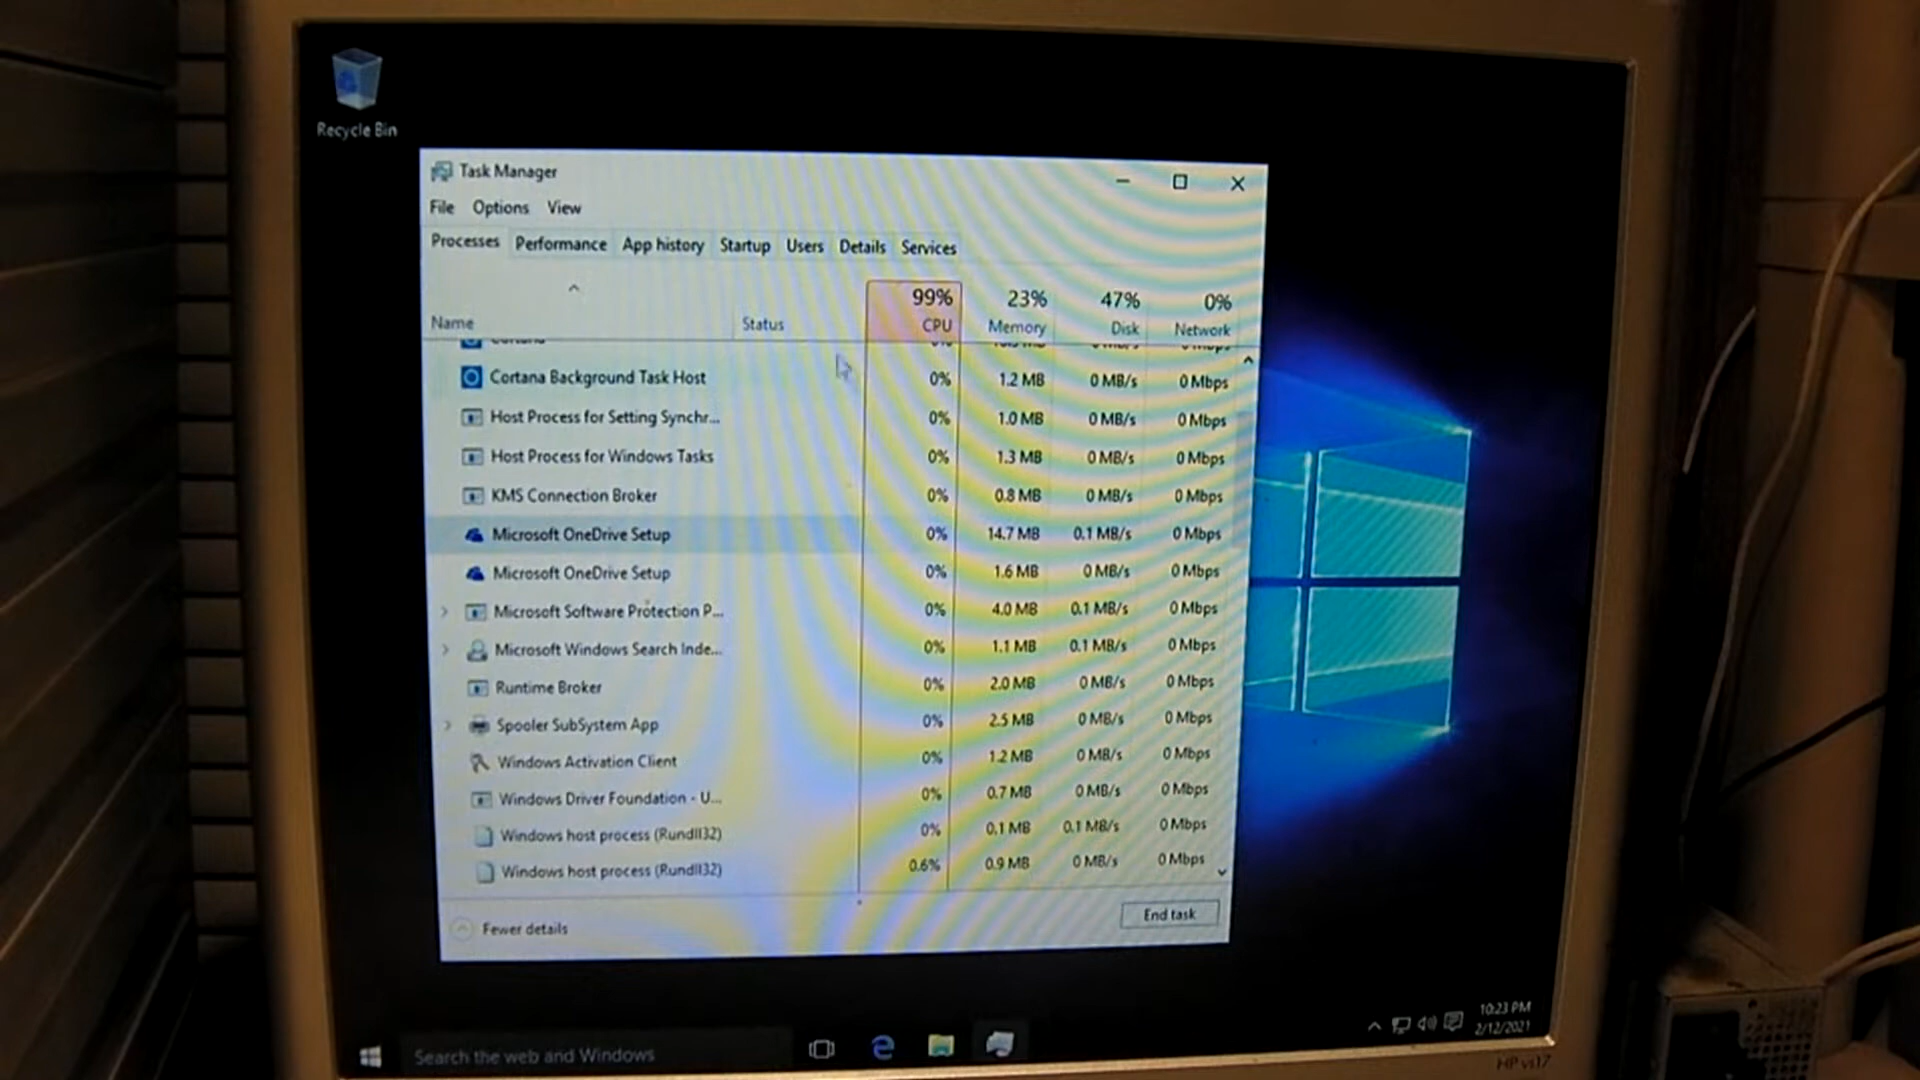 Recycle Bin
Task Manager
File Options View
Processes Performance App history Startup Users Details Services
99% 23% 47% 0%
Name Status CPU Memory Disk Network
Cortana Background Task Host 0% 1.2 MB 0 MB/s 0 Mbps
Host Process for Setting Synchr... 0% 1.0 MB 0 MB/s 0 Mbps
Host Process for Windows Tasks 0% 1.3 MB 0 MB/s 0 Mbps
KMS Connection Broker 0% 0.8 MB 0 MB/s 0 Mbps
Microsoft OneDrive Setup 0% 14.7 MB 0.1 MB/s 0 Mbps
Microsoft OneDrive Setup 0% 1.6 MB 0 MB/s 0 Mbps
Microsoft Software Protection P... 0% 4.0 MB 0.1 MB/s 0 Mbps
Microsoft Windows Search Inde... 0% 1.1 MB 0.1 MB/s 0 Mbps
Runtime Broker 0% 2.0 MB 0 MB/s 0 Mbps
Spooler SubSystem App 0% 2.5 MB 0 MB/s 0 Mbps
Windows Activation Client 0% 1.2 MB 0 MB/s 0 Mbps
Windows Driver Foundation - U... 0% 0.7 MB 0 MB/s 0 Mbps
Windows host process (Rundll32) 0% 0.1 MB 0.1 MB/s 0 Mbps
Windows host process (Rundll32) 0.6% 0.9 MB 0 MB/s 0 Mbps
Fewer details End task
Search the web and Windows
10:23 PM
2/12/2021
HP vs17